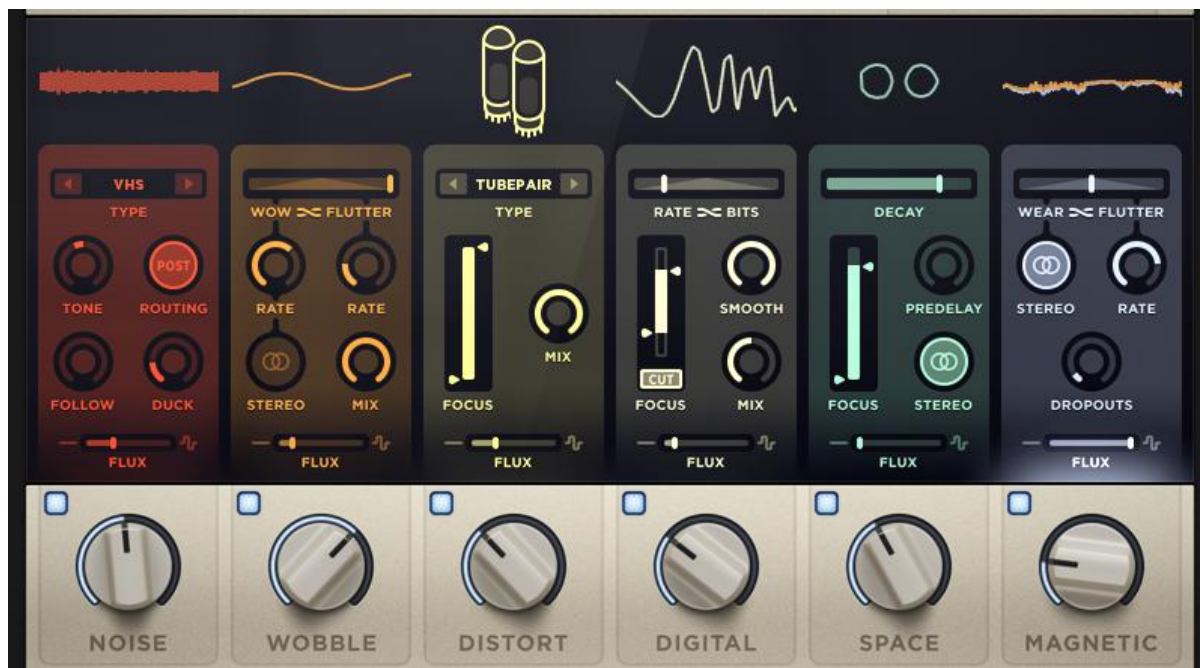 VHS
TYPE
TONE
POST
ROUTING
FOLLOW
DUCK
FLUX
WOW FLUTTER
RATE
RATE
STEREO
MIX
FLUX
TUBEPAIR
TYPE
MIX
FOCUS
FLUX
RATE BITS
SMOOTH
CUT
FOCUS
MIX
FLUX
DECAY
PREDELAY
FOCUS
STEREO
FLUX
WEAR FLUTTER
STEREO
RATE
DROPOUTS
FLUX
NOISE
WOBBLE
DISTORT
DIGITAL
SPACE
MAGNETIC